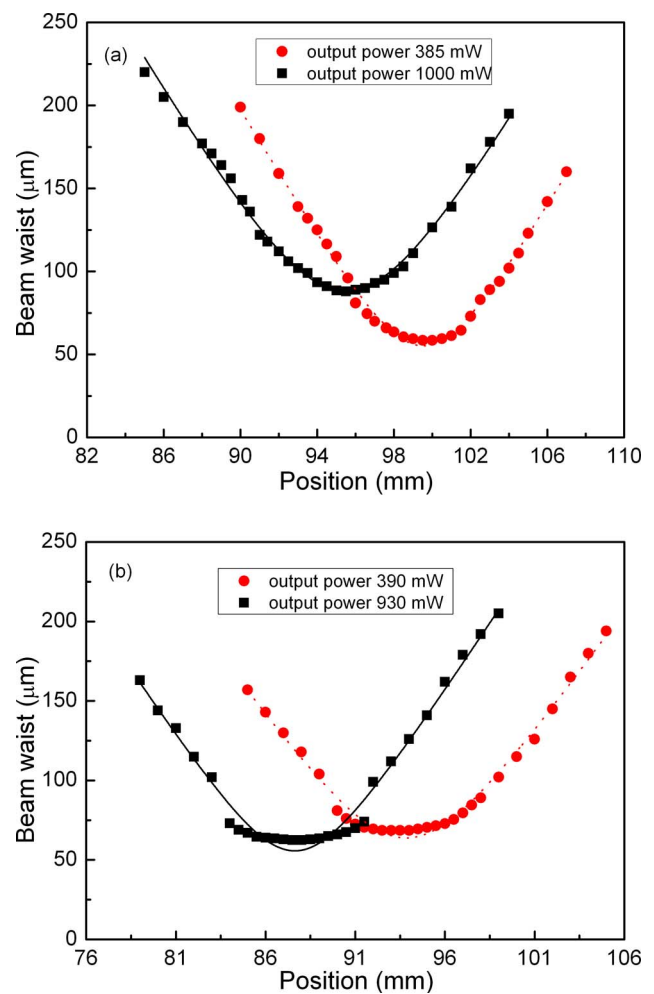 250
(a)
output power 385 mW
output power 1000 mW
200
150
100
50
0
Beam waist (μm)
82 86 90 94 98 102 106 110
Position (mm)
250
(b)
output power 390 mW
output power 930 mW
200
150
100
50
0
Beam waist (μm)
76 81 86 91 96 101 106
Position (mm)